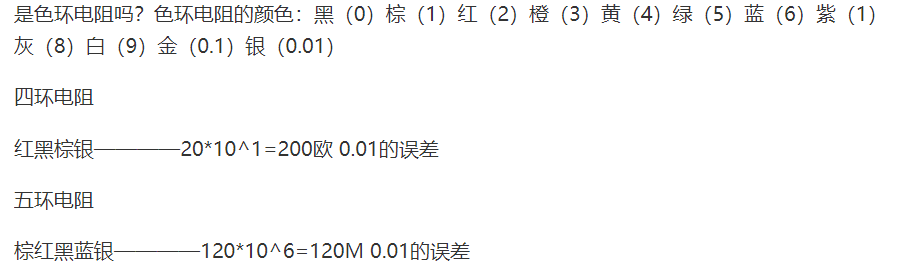 是色环电阻吗？色环电阻的颜色：黑（0）棕（1）红（2）橙（3）黄（4）绿（5）蓝（6）紫（1）
灰（8）白（9）金（0.1）银（0.01）
四环电阻
红黑棕银————20*10^1=200欧 0.01的误差
五环电阻
棕红黑蓝银————120*10^6=120M 0.01的误差